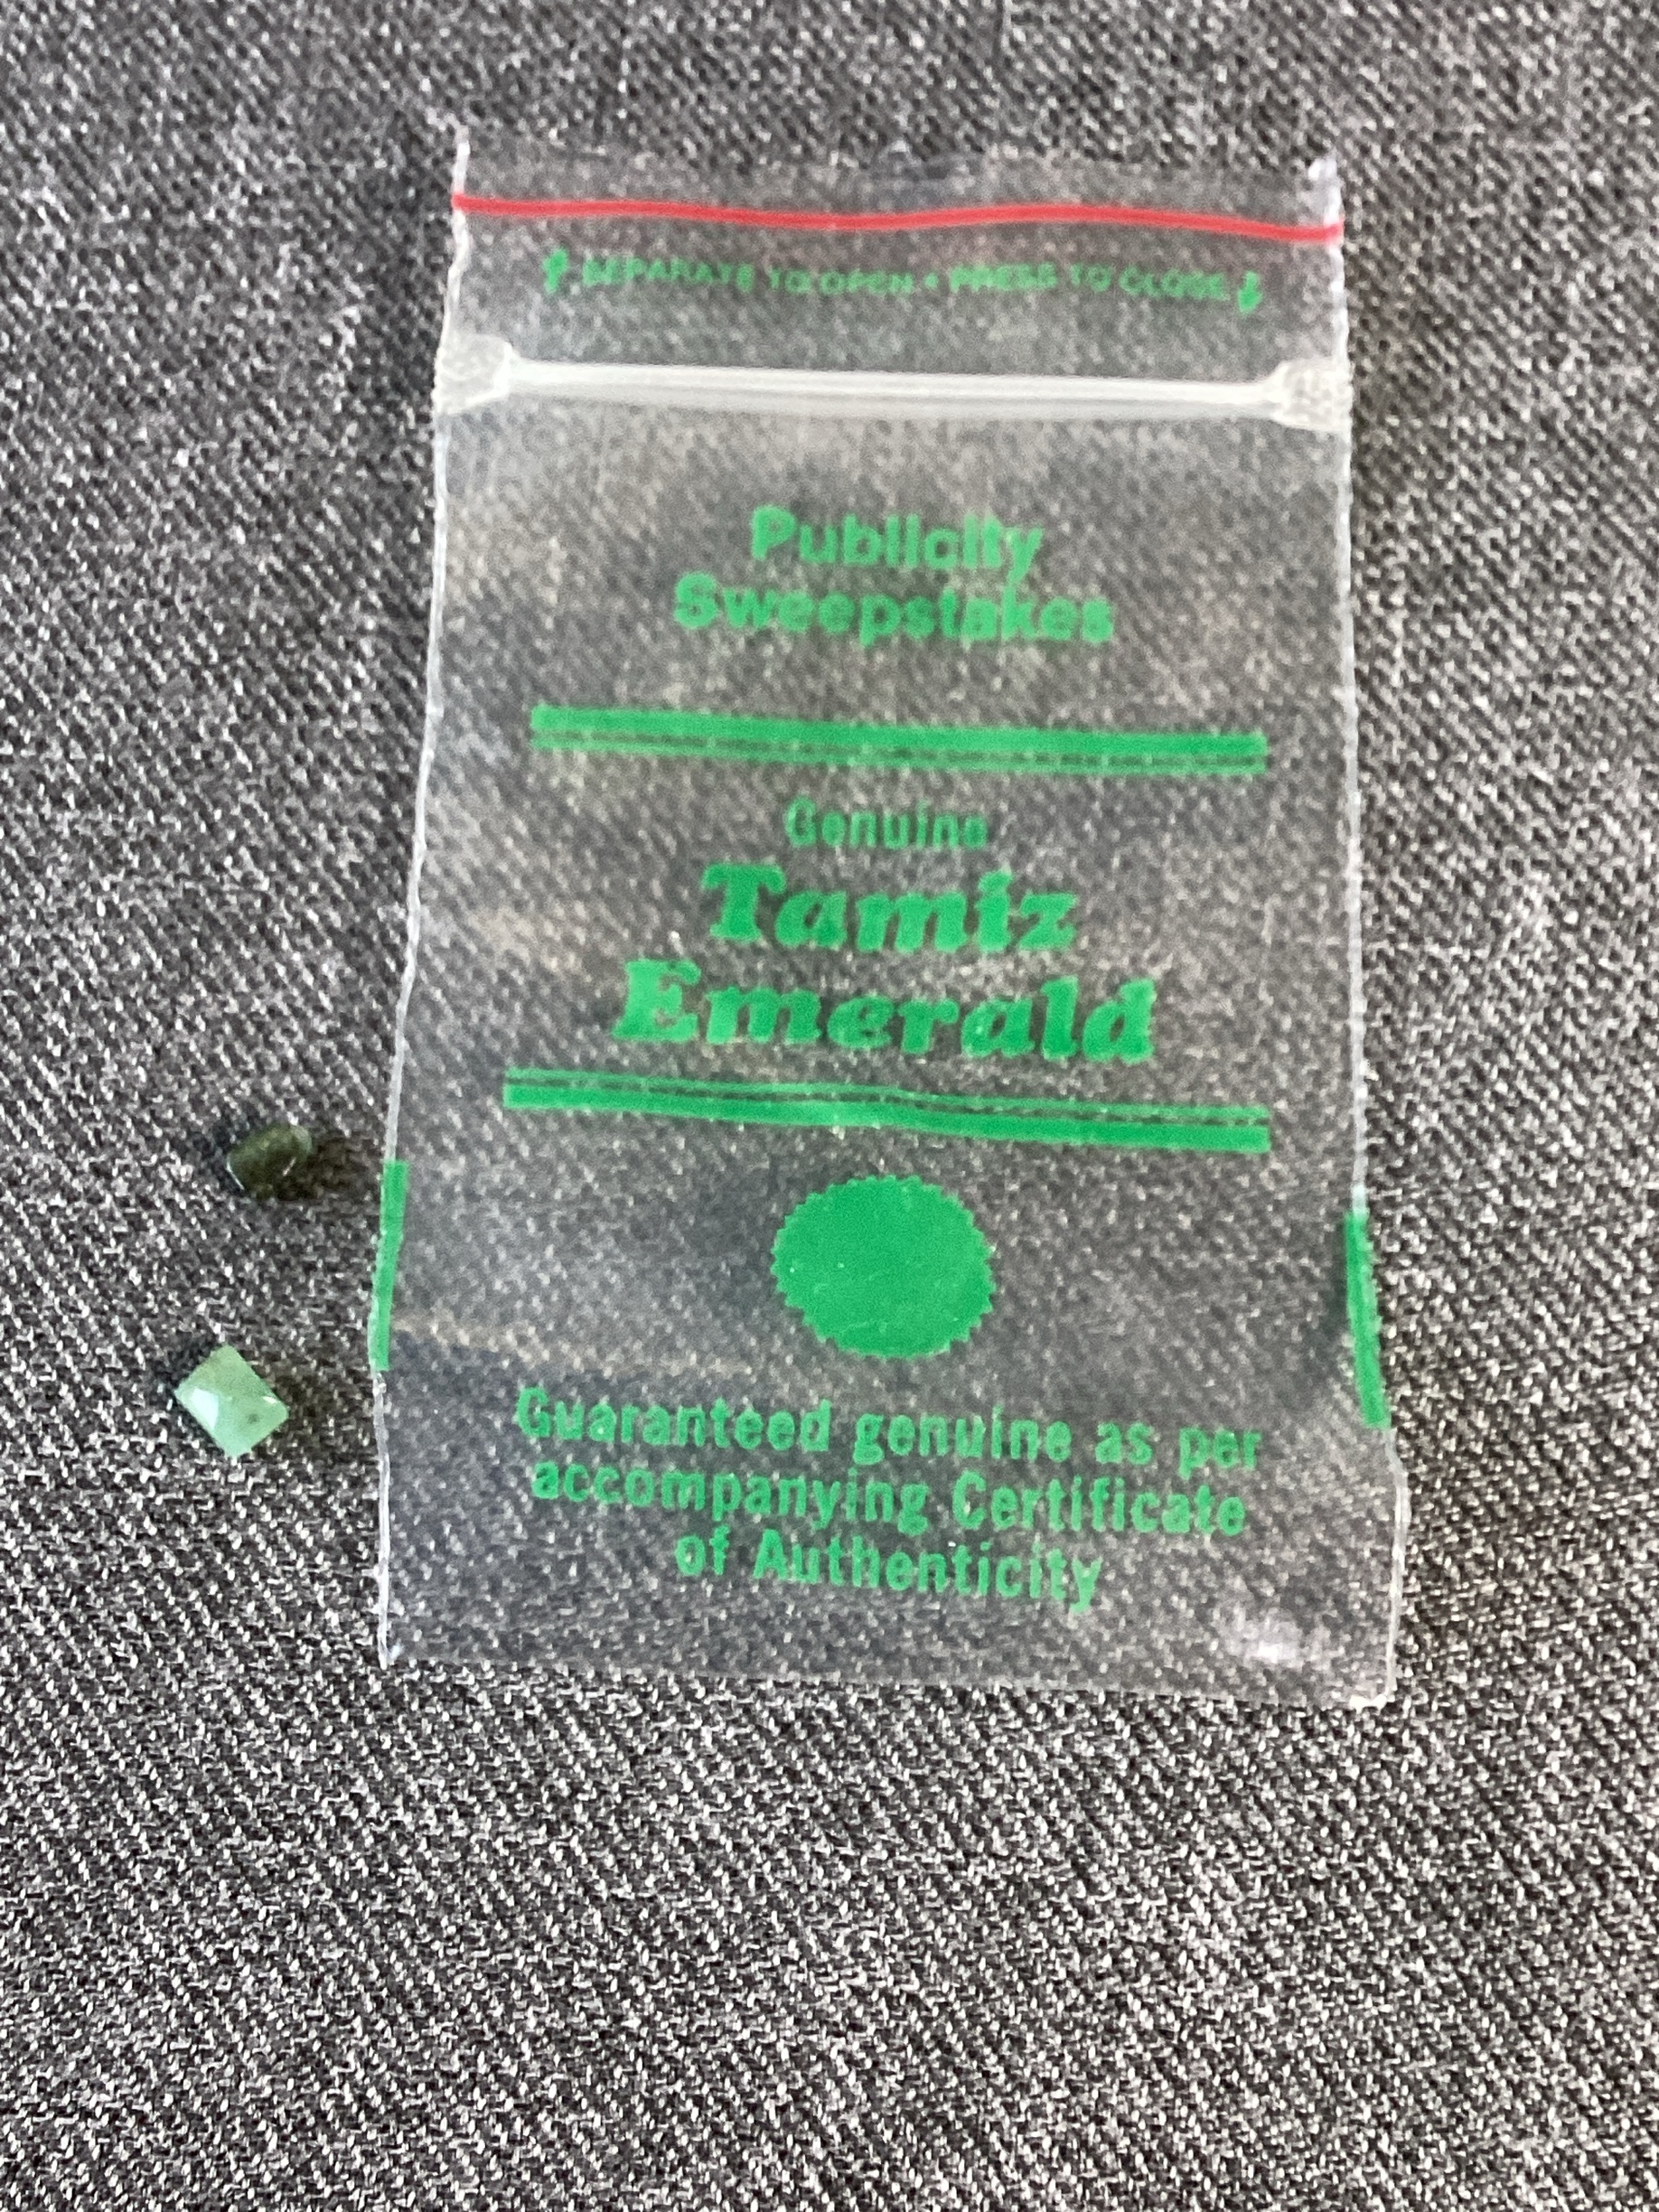 SEPARATE TO OPEN • PRESS TO CLOSE
Publicity
Sweepstakes
Genuine
Tamiz
Emerald
Guaranteed genuine as per
accompanying Certificate
of Authenticity